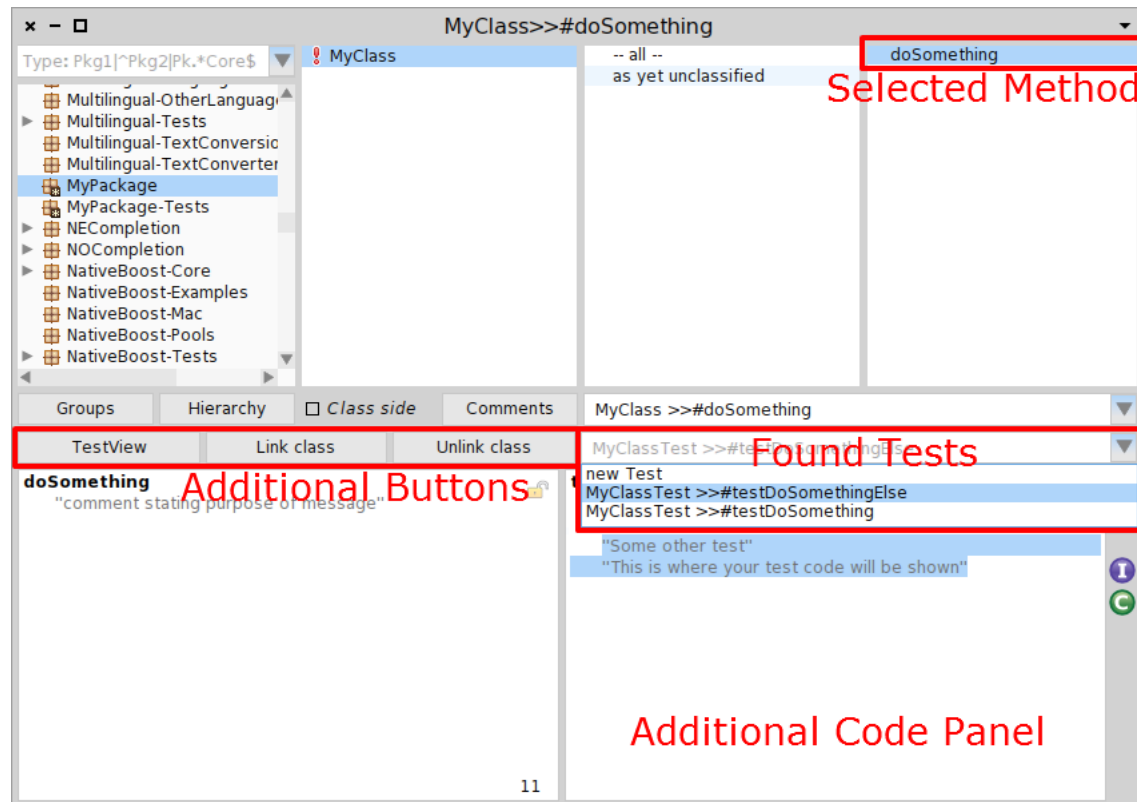 MyClass>>#doSomething
Type: Pkg1|^Pkg2|Pk.*Core$
MyClass
-- all --
doSomething
as yet unclassified
Selected Method
Multilingual-OtherLanguage
Multilingual-Tests
Multilingual-TextConversio
Multilingual-TextConverter
MyPackage
MyPackage-Tests
NECompletion
NOCompletion
NativeBoost-Core
NativeBoost-Examples
NativeBoost-Mac
NativeBoost-Pools
NativeBoost-Tests
Groups
Hierarchy
Class side
Comments
MyClass >>#doSomething
TestView
Link class
Unlink class
MyClassTest >>#testDoSomethingElse
Found Tests
new Test
MyClassTest >>#testDoSomethingElse
MyClassTest >>#testDoSomething
doSomething
Additional Buttons
"comment stating purpose of message"
"Some other test"
"This is where your test code will be shown"
I
C
Additional Code Panel
11